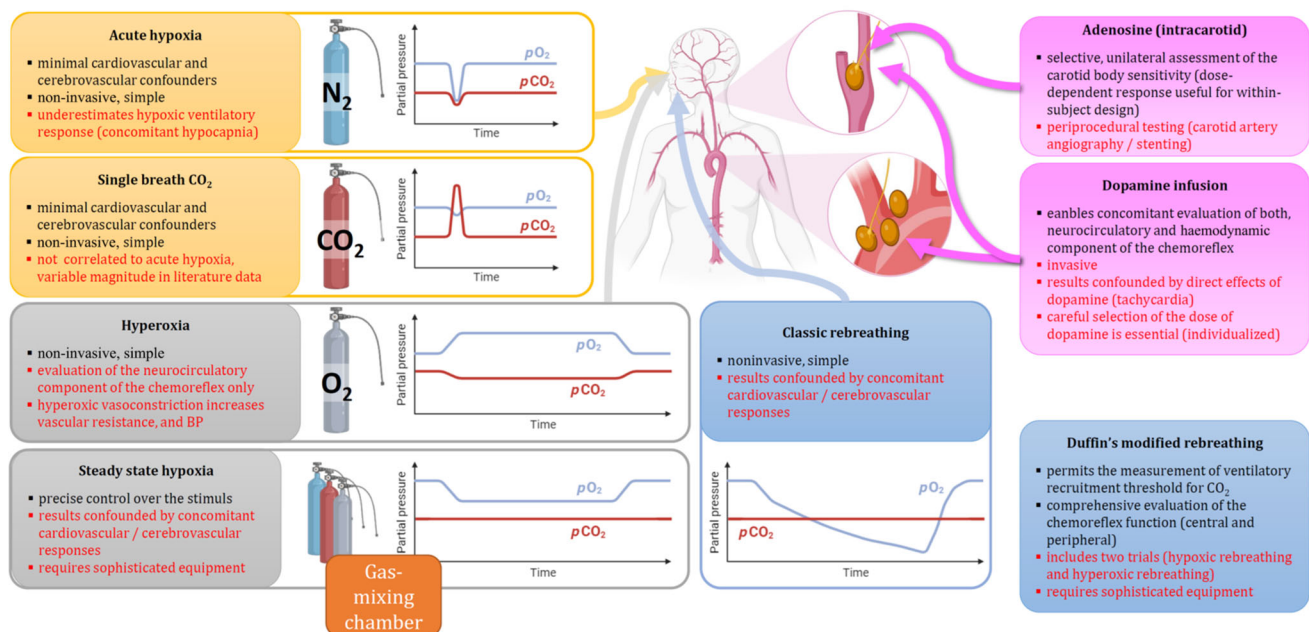 Acute hypoxia
▪ minimal cardiovascular and
cerebrovascular confounders
▪ non-invasive, simple
▪ underestimates hypoxic ventilatory
response (concomitant hypocapnia)
N₂
Partial pressure
pO₂
pCO₂
Time
Single breath CO₂
▪ minimal cardiovascular and
cerebrovascular confounders
▪ non-invasive, simple
▪ not correlated to acute hypoxia,
variable magnitude in literature data
CO₂
Partial pressure
pO₂
pCO₂
Time
Hyperoxia
▪ non-invasive, simple
▪ evaluation of the neurocirculatory
component of the chemoreflex only
▪ hyperoxic vasoconstriction increases
vascular resistance, and BP
O₂
Partial pressure
pO₂
pCO₂
Time
Steady state hypoxia
▪ precise control over the stimuls
▪ results confounded by concomitant
cardiovascular / cerebrovascular
responses
▪ requires sophisticated equipment
Gas-
mixing
chamber
Partial pressure
pO₂
pCO₂
Time
Classic rebreathing
▪ noninvasive, simple
▪ results confounded by concomitant
cardiovascular / cerebrovascular
responses
Partial pressure
pO₂
pCO₂
Time
Adenosine (intracarotid)
▪ selective, unilateral assessment of the
carotid body sensitivity (dose-
dependent response useful for within-
subject design)
▪ periprocedural testing (carotid artery
angiography / stenting)
Dopamine infusion
▪ eanbles concomitant evaluation of both,
neurocirculatory and haemodynamic
component of the chemoreflex
▪ invasive
▪ results confounded by direct effects of
dopamine (tachycardia)
▪ careful selection of the dose of
dopamine is essential (individualized)
Duffin's modified rebreathing
▪ permits the measurement of ventilatory
recruitment threshold for CO₂
▪ comprehensive evaluation of the
chemoreflex function (central and
peripheral)
▪ includes two trials (hypoxic rebreathing
and hyperoxic rebreathing)
▪ requires sophisticated equipment